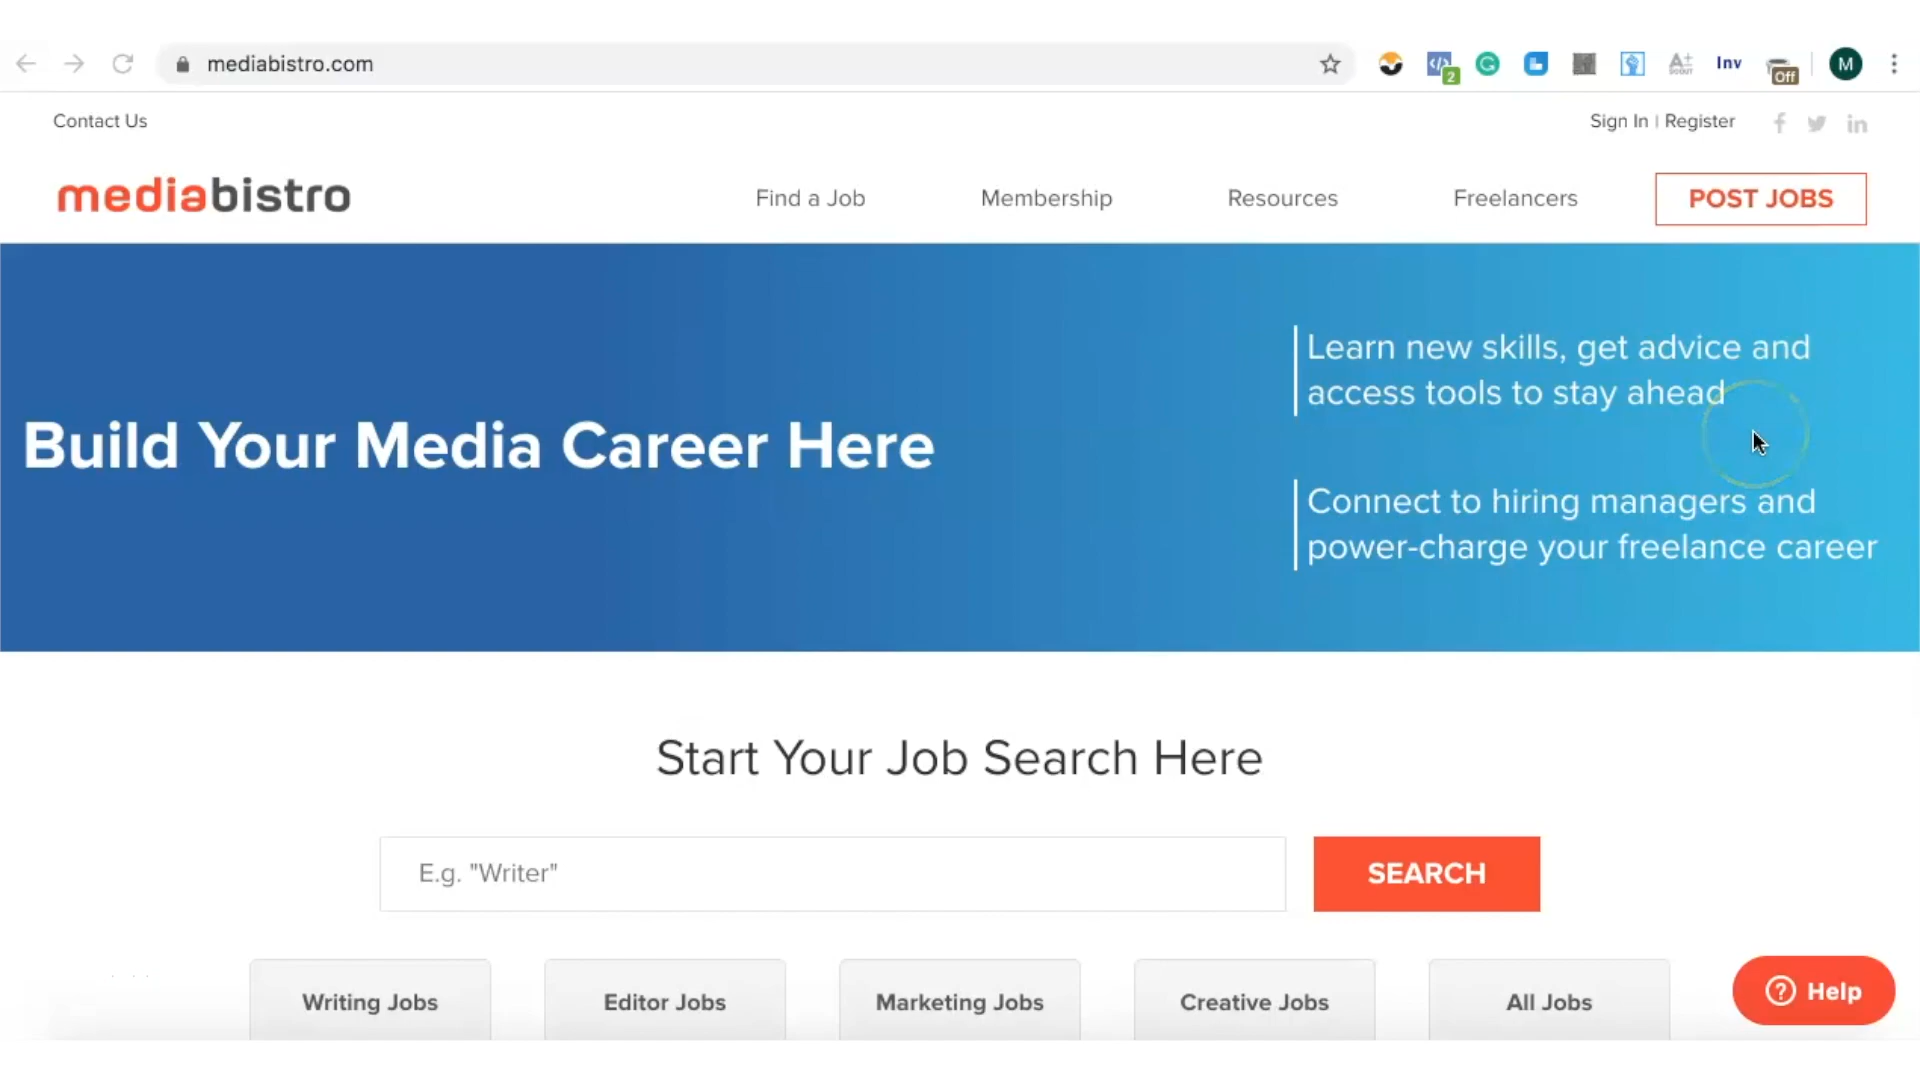 mediabistro.com
2
Inv
Off
M
Contact Us
Sign In | Register
mediabistro
Find a Job
Membership
Resources
Freelancers
POST JOBS
Learn new skills, get advice and
access tools to stay ahead
Build Your Media Career Here
Connect to hiring managers and
power-charge your freelance career
Start Your Job Search Here
E.g. "Writer"
SEARCH
Writing Jobs
Editor Jobs
Marketing Jobs
Creative Jobs
All Jobs
Help